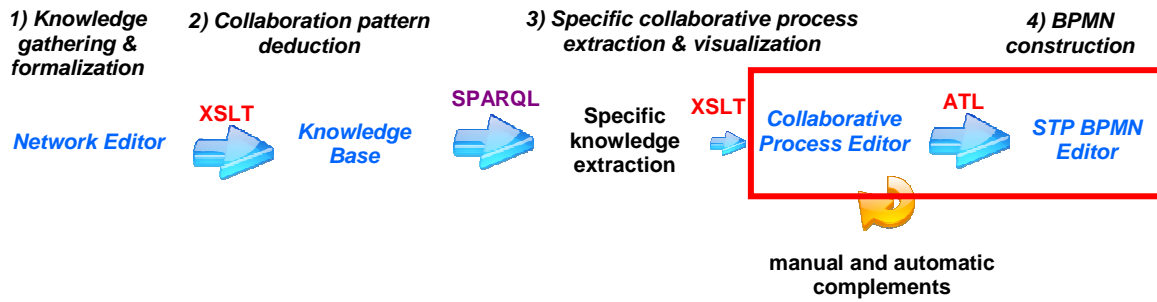 1) Knowledge
gathering &
formalization
2) Collaboration pattern
deduction
3) Specific collaborative process
extraction & visualization
4) BPMN
construction
Network Editor
XSLT
Knowledge
Base
SPARQL
Specific
knowledge
extraction
XSLT
Collaborative
Process Editor
ATL
STP BPMN
Editor
manual and automatic
complements